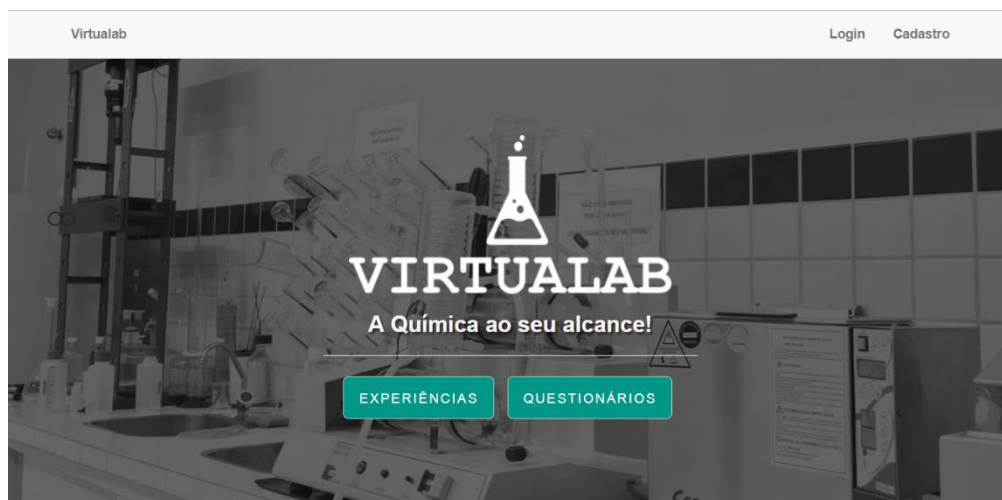 Virtualab
Login Cadastro
VIRTUALAB
A Química ao seu alcance!
EXPERIÊNCIAS
QUESTIONÁRIOS